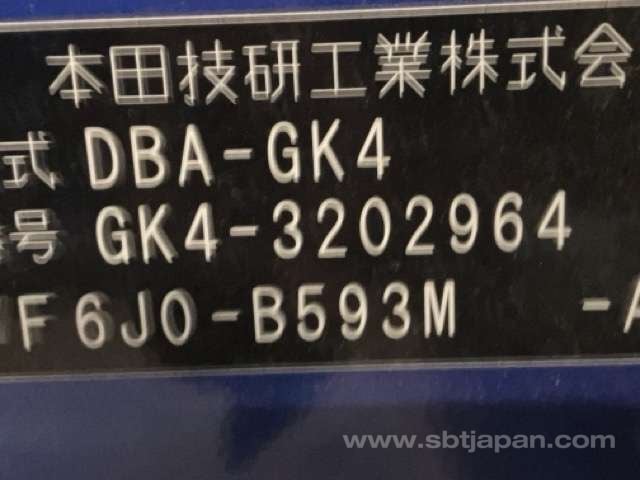 本田技研工業株式会
式 DBA-GK4
号 GK4-3202964
F6J0-B593M -A
www.sbtjapan.com